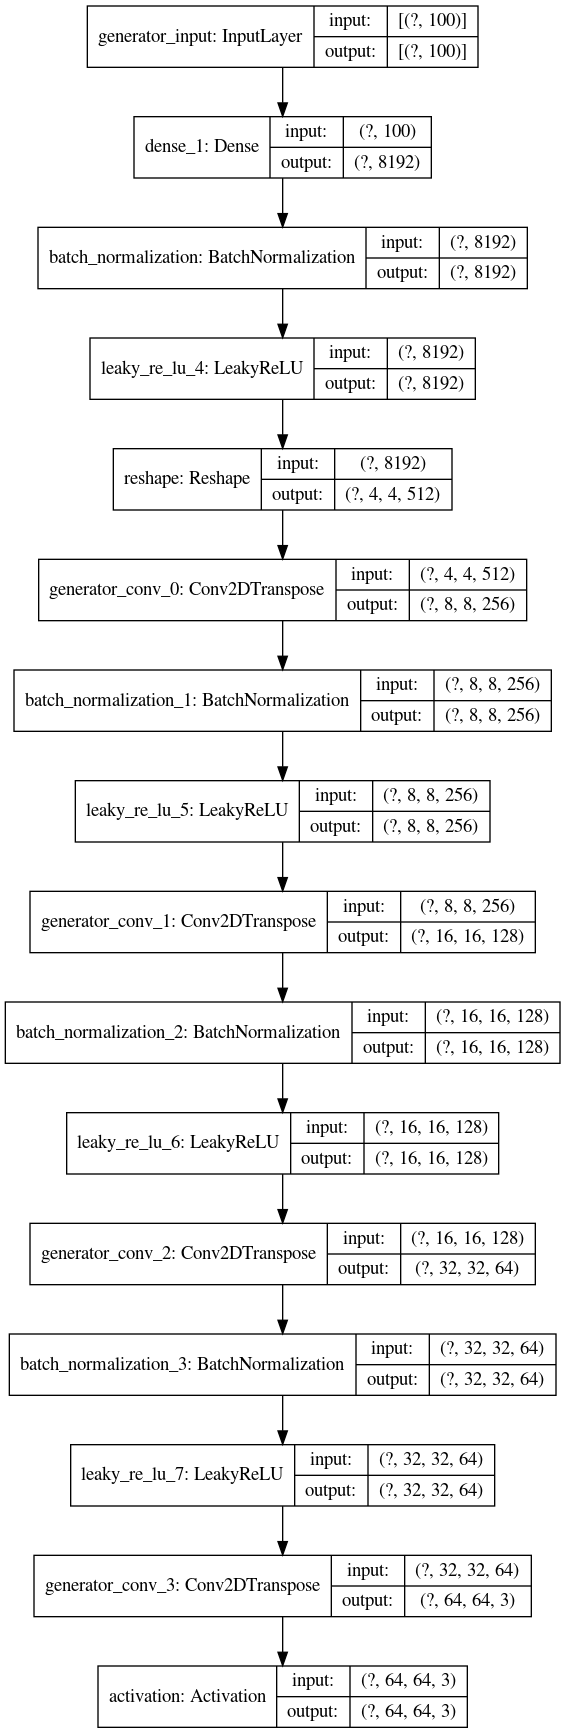 generator_input: InputLayer input: [(?, 100)]
output: [(?, 100)]
dense_1: Dense input: (?, 100)
output: (?, 8192)
batch_normalization: BatchNormalization input: (?, 8192)
output: (?, 8192)
leaky_re_lu_4: LeakyReLU input: (?, 8192)
output: (?, 8192)
reshape: Reshape input: (?, 8192)
output: (?, 4, 4, 512)
generator_conv_0: Conv2DTranspose input: (?, 4, 4, 512)
output: (?, 8, 8, 256)
batch_normalization_1: BatchNormalization input: (?, 8, 8, 256)
output: (?, 8, 8, 256)
leaky_re_lu_5: LeakyReLU input: (?, 8, 8, 256)
output: (?, 8, 8, 256)
generator_conv_1: Conv2DTranspose input: (?, 8, 8, 256)
output: (?, 16, 16, 128)
batch_normalization_2: BatchNormalization input: (?, 16, 16, 128)
output: (?, 16, 16, 128)
leaky_re_lu_6: LeakyReLU input: (?, 16, 16, 128)
output: (?, 16, 16, 128)
generator_conv_2: Conv2DTranspose input: (?, 16, 16, 128)
output: (?, 32, 32, 64)
batch_normalization_3: BatchNormalization input: (?, 32, 32, 64)
output: (?, 32, 32, 64)
leaky_re_lu_7: LeakyReLU input: (?, 32, 32, 64)
output: (?, 32, 32, 64)
generator_conv_3: Conv2DTranspose input: (?, 32, 32, 64)
output: (?, 64, 64, 3)
activation: Activation input: (?, 64, 64, 3)
output: (?, 64, 64, 3)